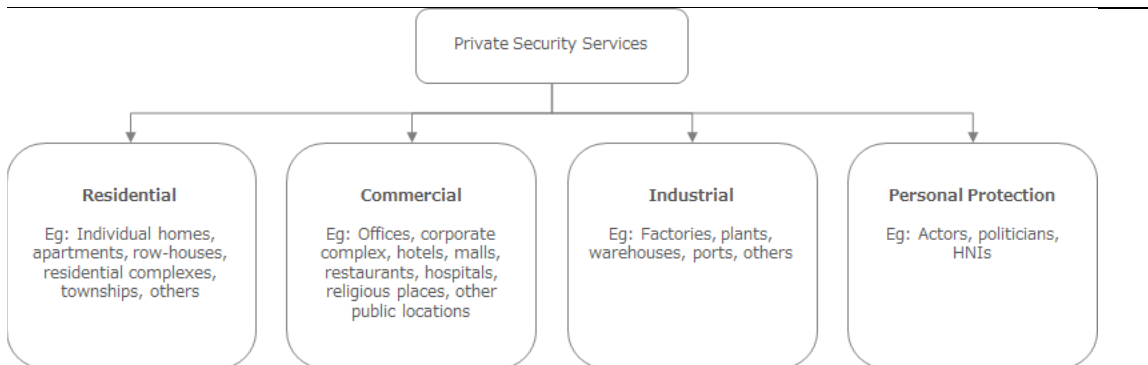 Private Security Services
Residential
Eg: Individual homes,
apartments, row-houses,
residential complexes,
townships, others
Commercial
Eg: Offices, corporate
complex, hotels, malls,
restaurants, hospitals,
religious places, other
public locations
Industrial
Eg: Factories, plants,
warehouses, ports, others
Personal Protection
Eg: Actors, politicians,
HNIs